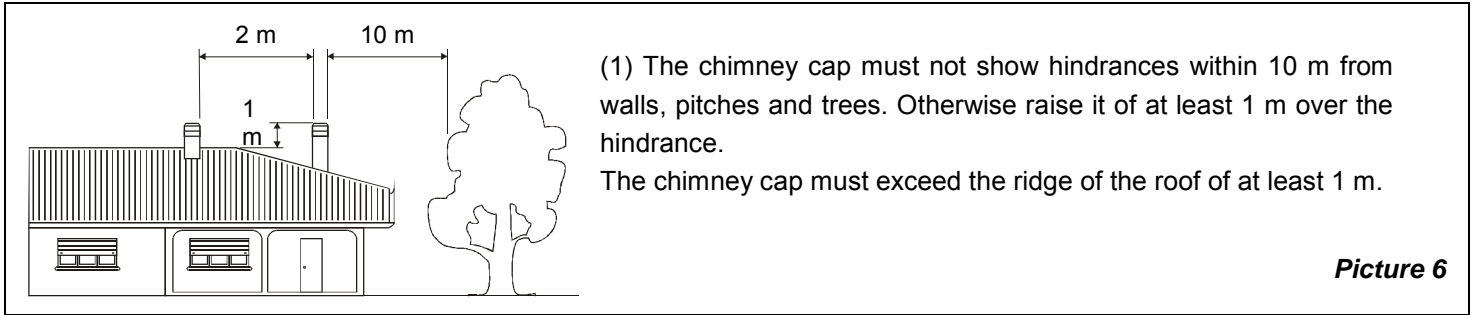 2 m
10 m
1
m
(1) The chimney cap must not show hindrances within 10 m from
walls, pitches and trees. Otherwise raise it of at least 1 m over the
hindrance.
The chimney cap must exceed the ridge of the roof of at least 1 m.
Picture 6